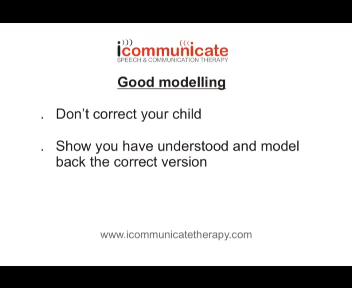 icommunicate
SPEECH & COMMUNICATION THERAPY
Good modelling
. Don't correct your child
. Show you have understood and model
back the correct version
www.icommunicatetherapy.com